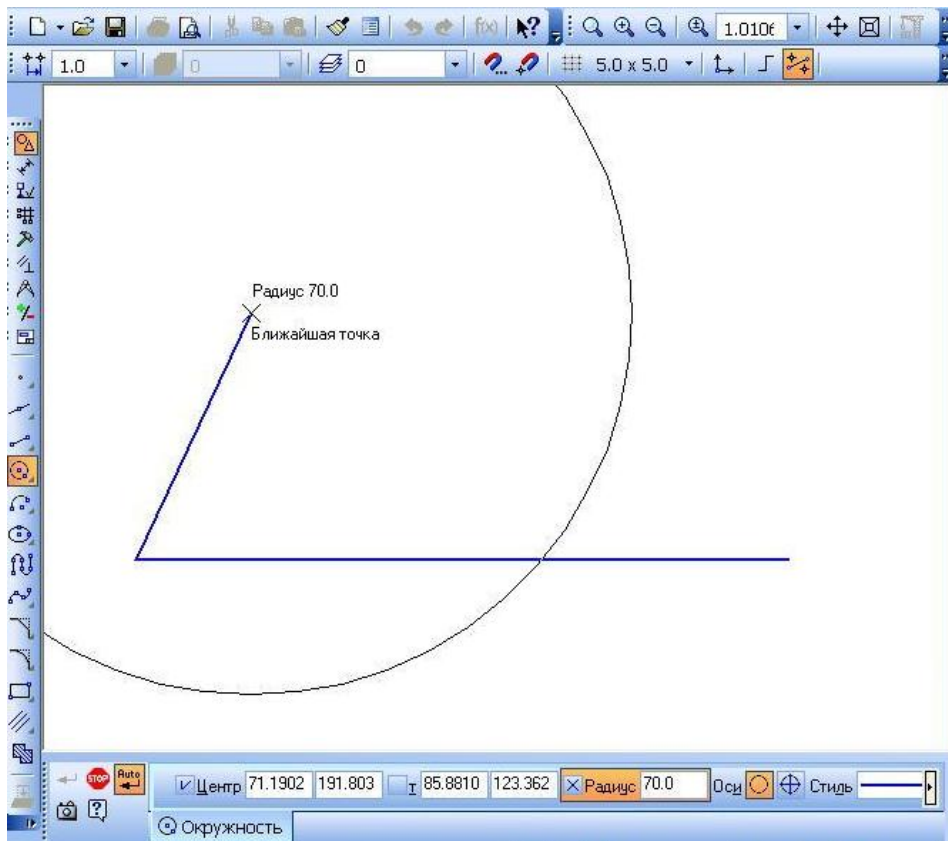 f(x) 1.0106
1.0 0 0 5.0 x 5.0
Радиус 70.0
Ближайшая точка
STOP Auto Центр 71.1902 191.803 т 85.8810 123.362 Радиус 70.0 Оси Стиль
Окружность